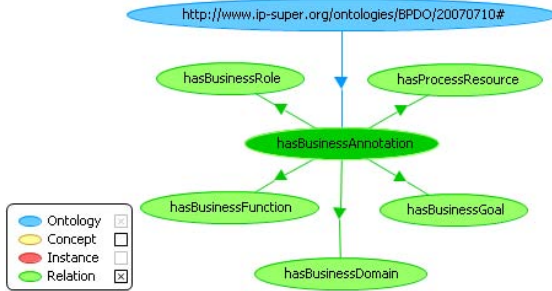 http://www.ip-super.org/ontologies/BPDO/20070710#
hasBusinessRole
hasProcessResource
hasBusinessAnnotation
hasBusinessFunction
hasBusinessGoal
hasBusinessDomain
Ontology
Concept
Instance
Relation